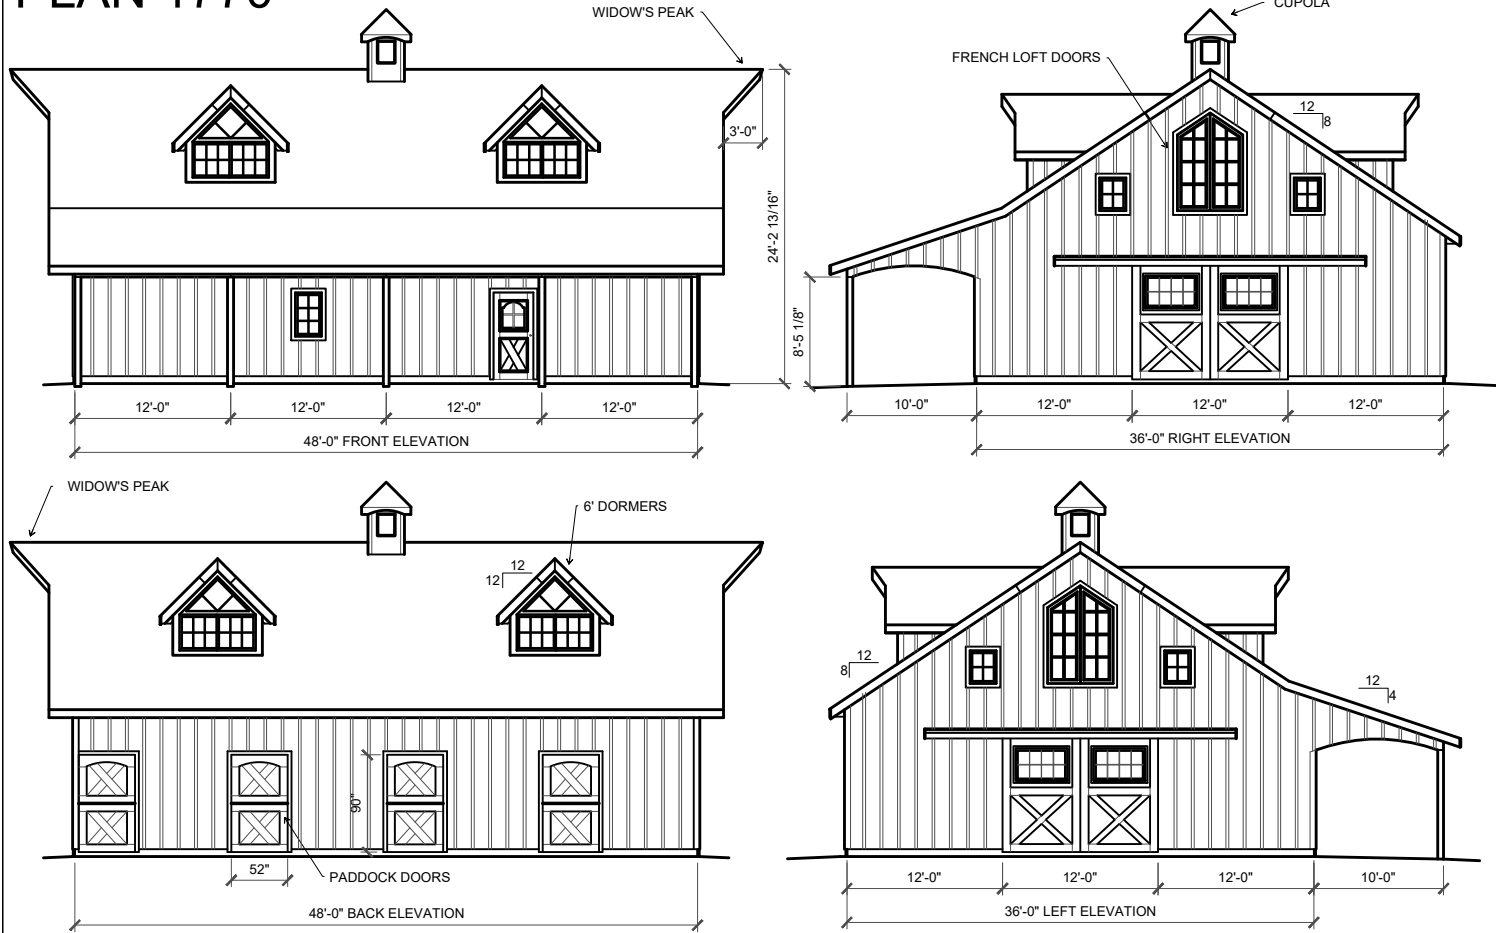 WIDOW'S PEAK
CUPOLA
FRENCH LOFT DOORS
12
8
3'-0"
24'-2 13/16"
8'-5 1/8"
12'-0" 12'-0" 12'-0" 12'-0"
48'-0" FRONT ELEVATION
10'-0" 12'-0" 12'-0" 12'-0"
36'-0" RIGHT ELEVATION
WIDOW'S PEAK
6' DORMERS
12
12
90"
52"
PADDOCK DOORS
48'-0" BACK ELEVATION
12
8
12
4
12'-0" 12'-0" 12'-0" 10'-0"
36'-0" LEFT ELEVATION